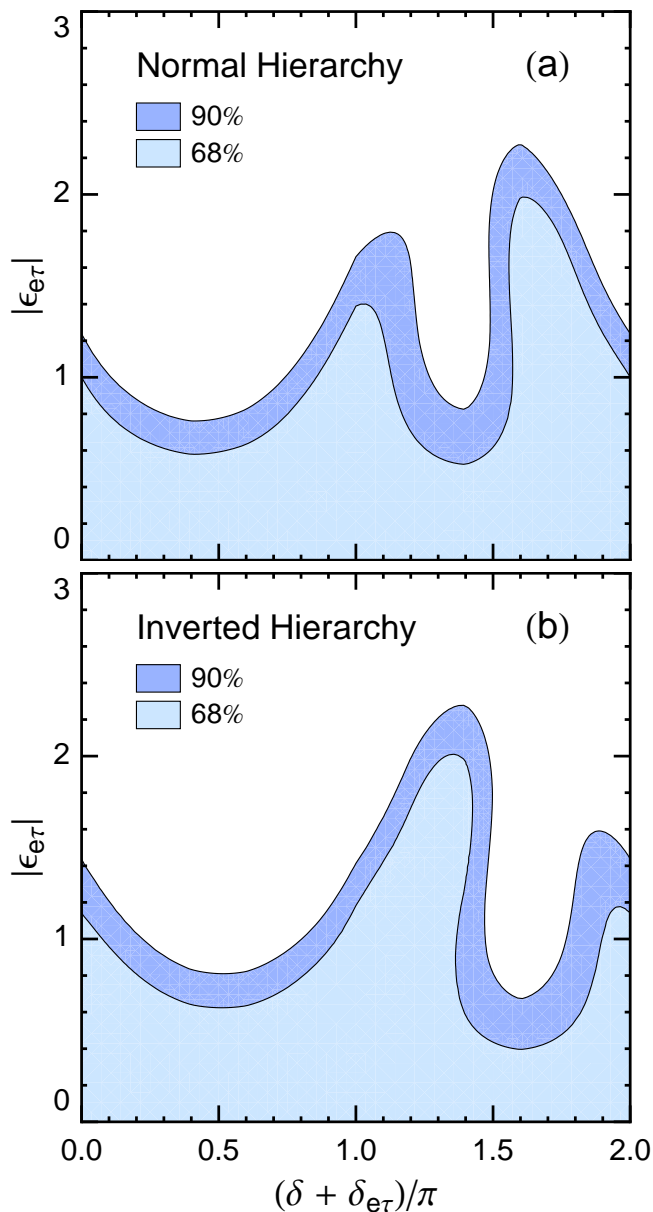 3
Normal Hierarchy (a)
90%
68%
2
|ϵeτ|
1
0
3
Inverted Hierarchy (b)
90%
68%
2
|ϵeτ|
1
0
0.0 0.5 1.0 1.5 2.0
(δ + δeτ)/π